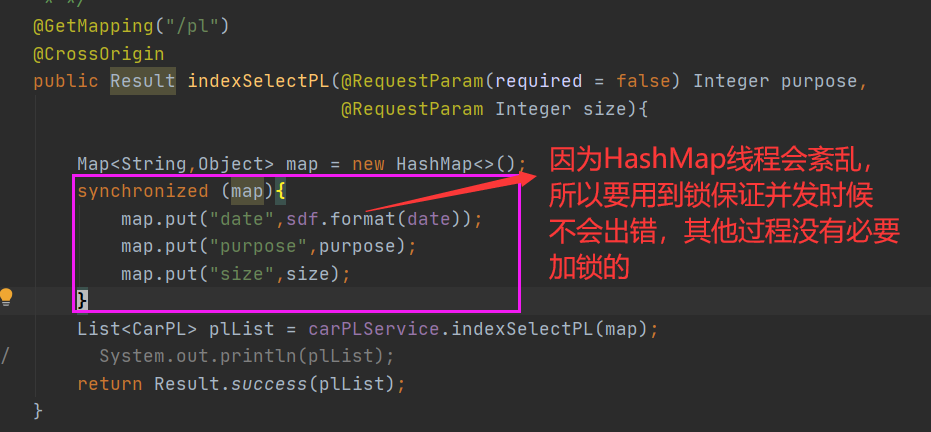 * */
@GetMapping("/pl")
@CrossOrigin
public Result indexSelectPL(@RequestParam(required = false) Integer purpose,
@RequestParam Integer size){
Map<String,Object> map = new HashMap<>();
synchronized (map){
map.put("date",sdf.format(date));
map.put("purpose",purpose);
map.put("size",size);
}
List<CarPL> plList = carPLService.indexSelectPL(map);
/ System.out.println(plList);
return Result.success(plList);
}
因为HashMap线程会紊乱，
所以要用到锁保证并发时候
不会出错，其他过程没有必要
加锁的